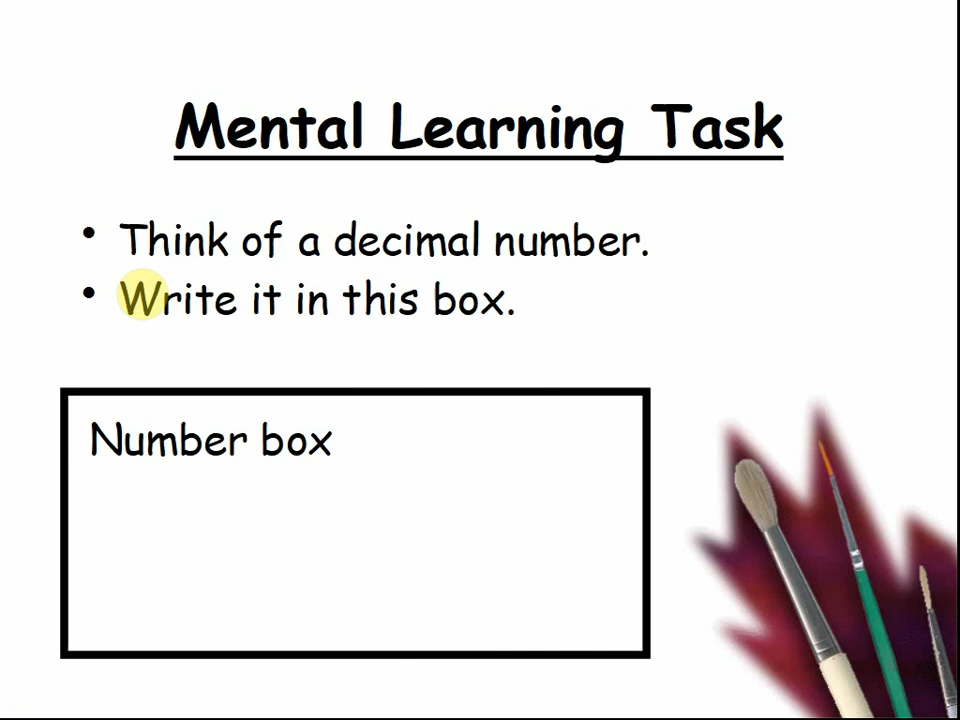 Mental Learning Task
• Think of a decimal number.
• Write it in this box.
Number box